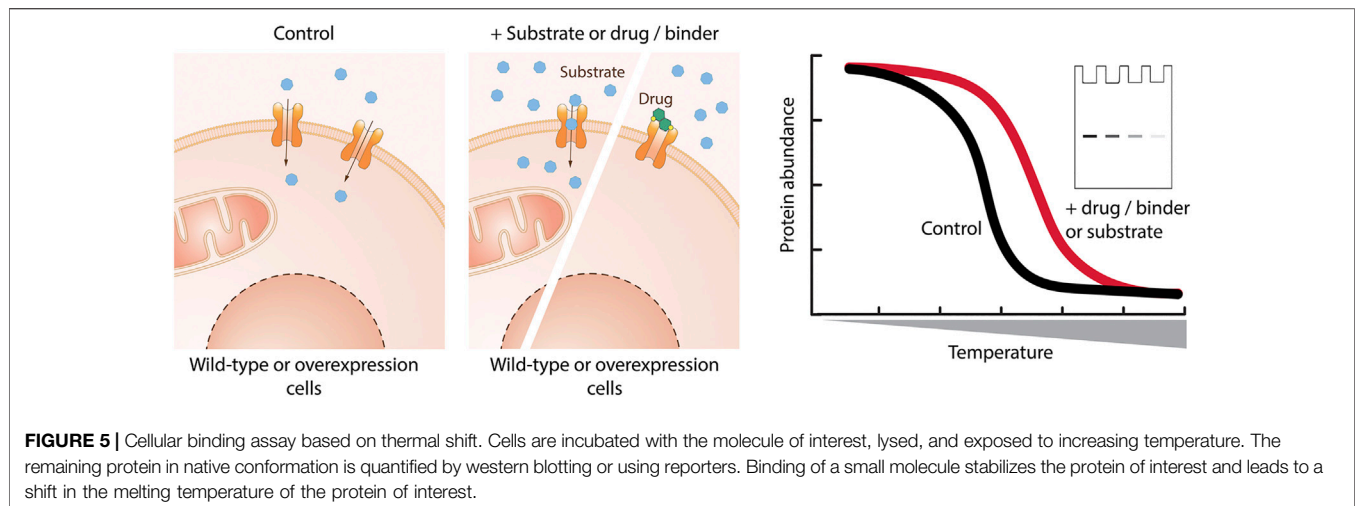 Control
+ Substrate or drug / binder
Substrate
Drug
Wild-type or overexpression
cells
Wild-type or overexpression
cells
Protein abundance
Control
+ drug / binder
or substrate
Temperature
FIGURE 5 | Cellular binding assay based on thermal shift. Cells are incubated with the molecule of interest, lysed, and exposed to increasing temperature. The
remaining protein in native conformation is quantified by western blotting or using reporters. Binding of a small molecule stabilizes the protein of interest and leads to a
shift in the melting temperature of the protein of interest.